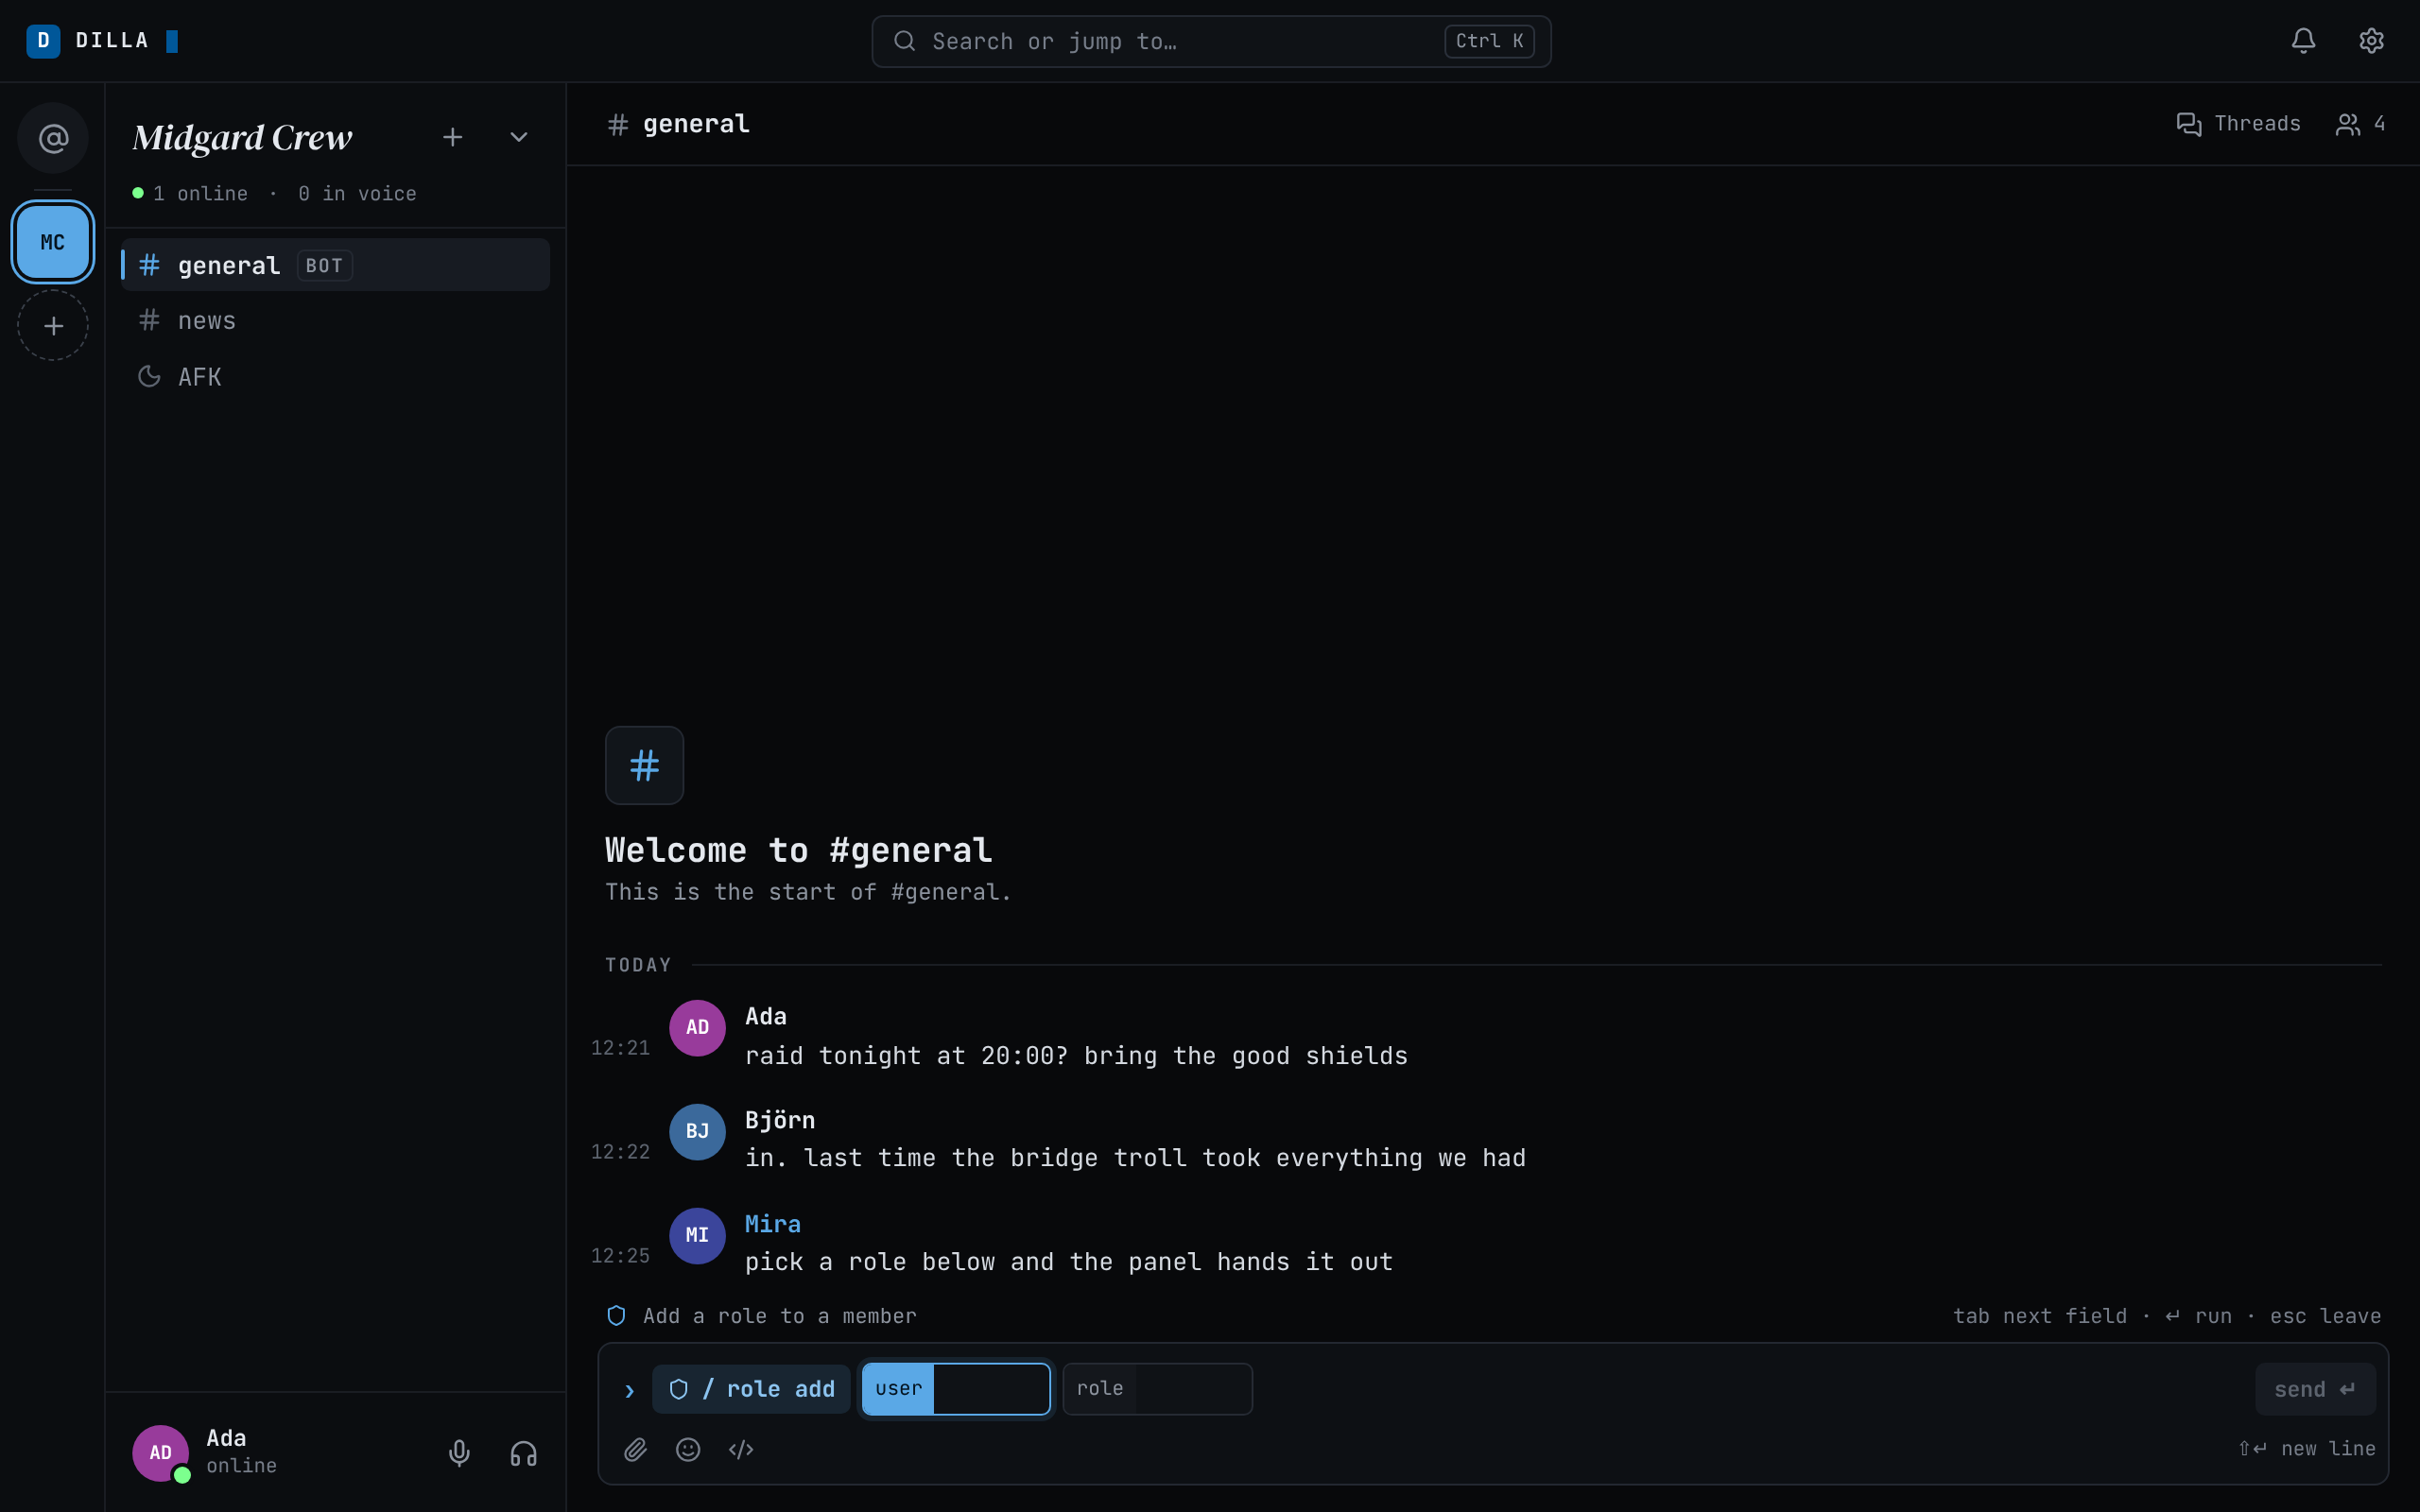 D DILLA
Search or jump to… Ctrl K
@
MC
Midgard Crew
1 online · 0 in voice
# general BOT
# news
AFK
Ada
AD
online
# general
Threads 4
#
Welcome to #general
This is the start of #general.
TODAY
AD Ada
12:21 raid tonight at 20:00? bring the good shields
BJ Björn
12:22 in. last time the bridge troll took everything we had
MI Mira
12:25 pick a role below and the panel hands it out
Add a role to a member tab next field · ↵ run · esc leave
› / role add user role send ↵
⇧↵ new line